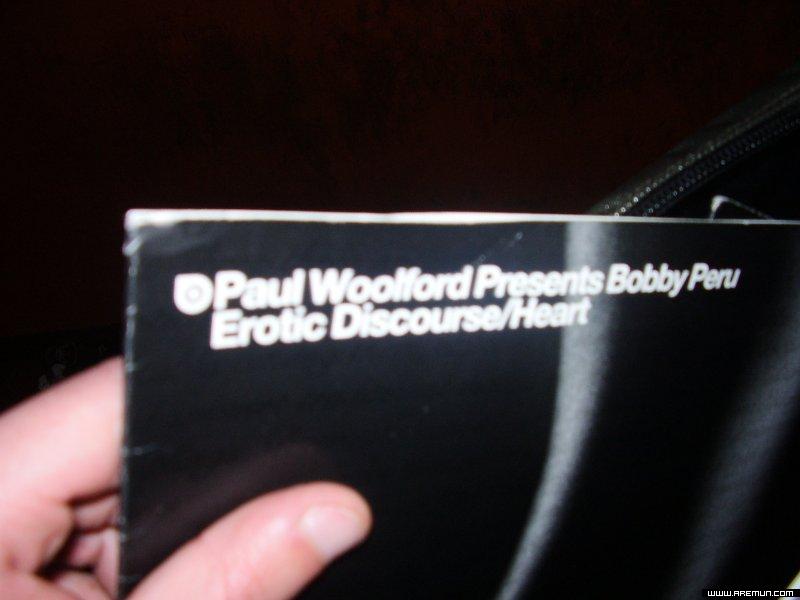 Paul Woolford Presents Bobby Peru
Erotic Discourse/Heart
WWW.AREMUN.COM